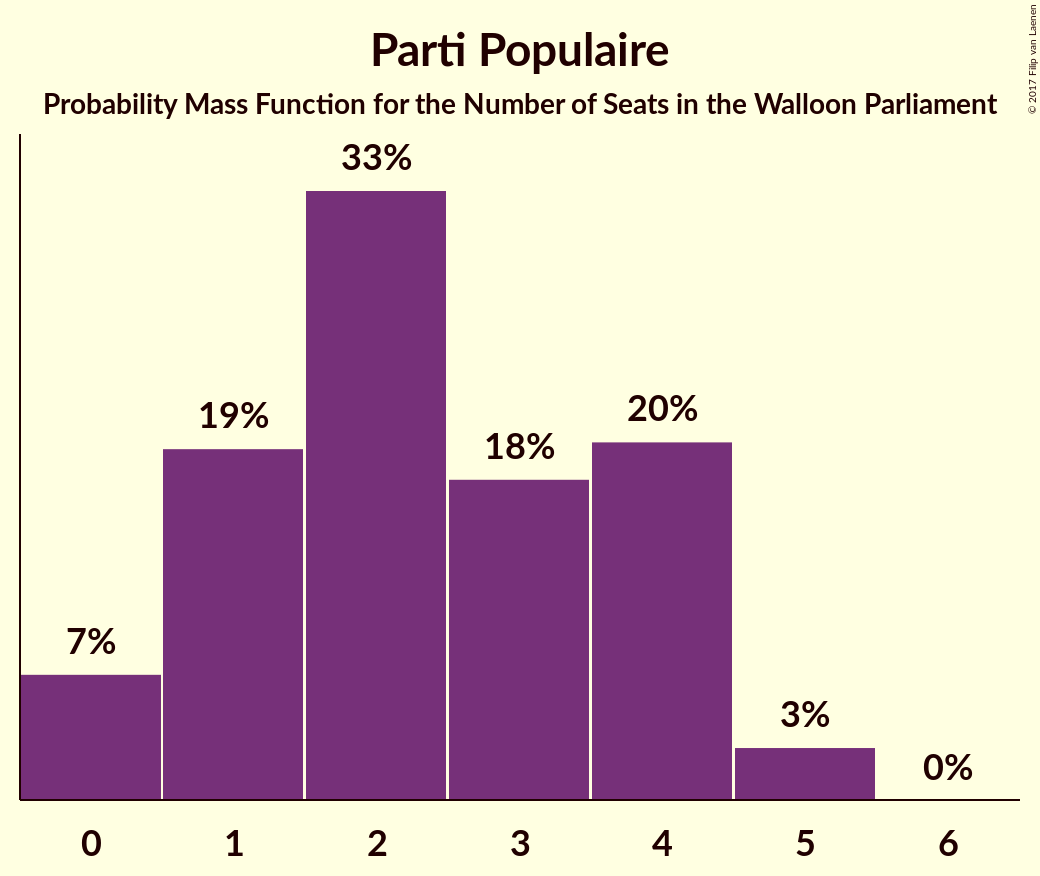 Parti Populaire
Probability Mass Function for the Number of Seats in the Walloon Parliament
© 2017 Filip van Laenen
33%
19%
20%
18%
7%
3%
0%
0 1 2 3 4 5 6